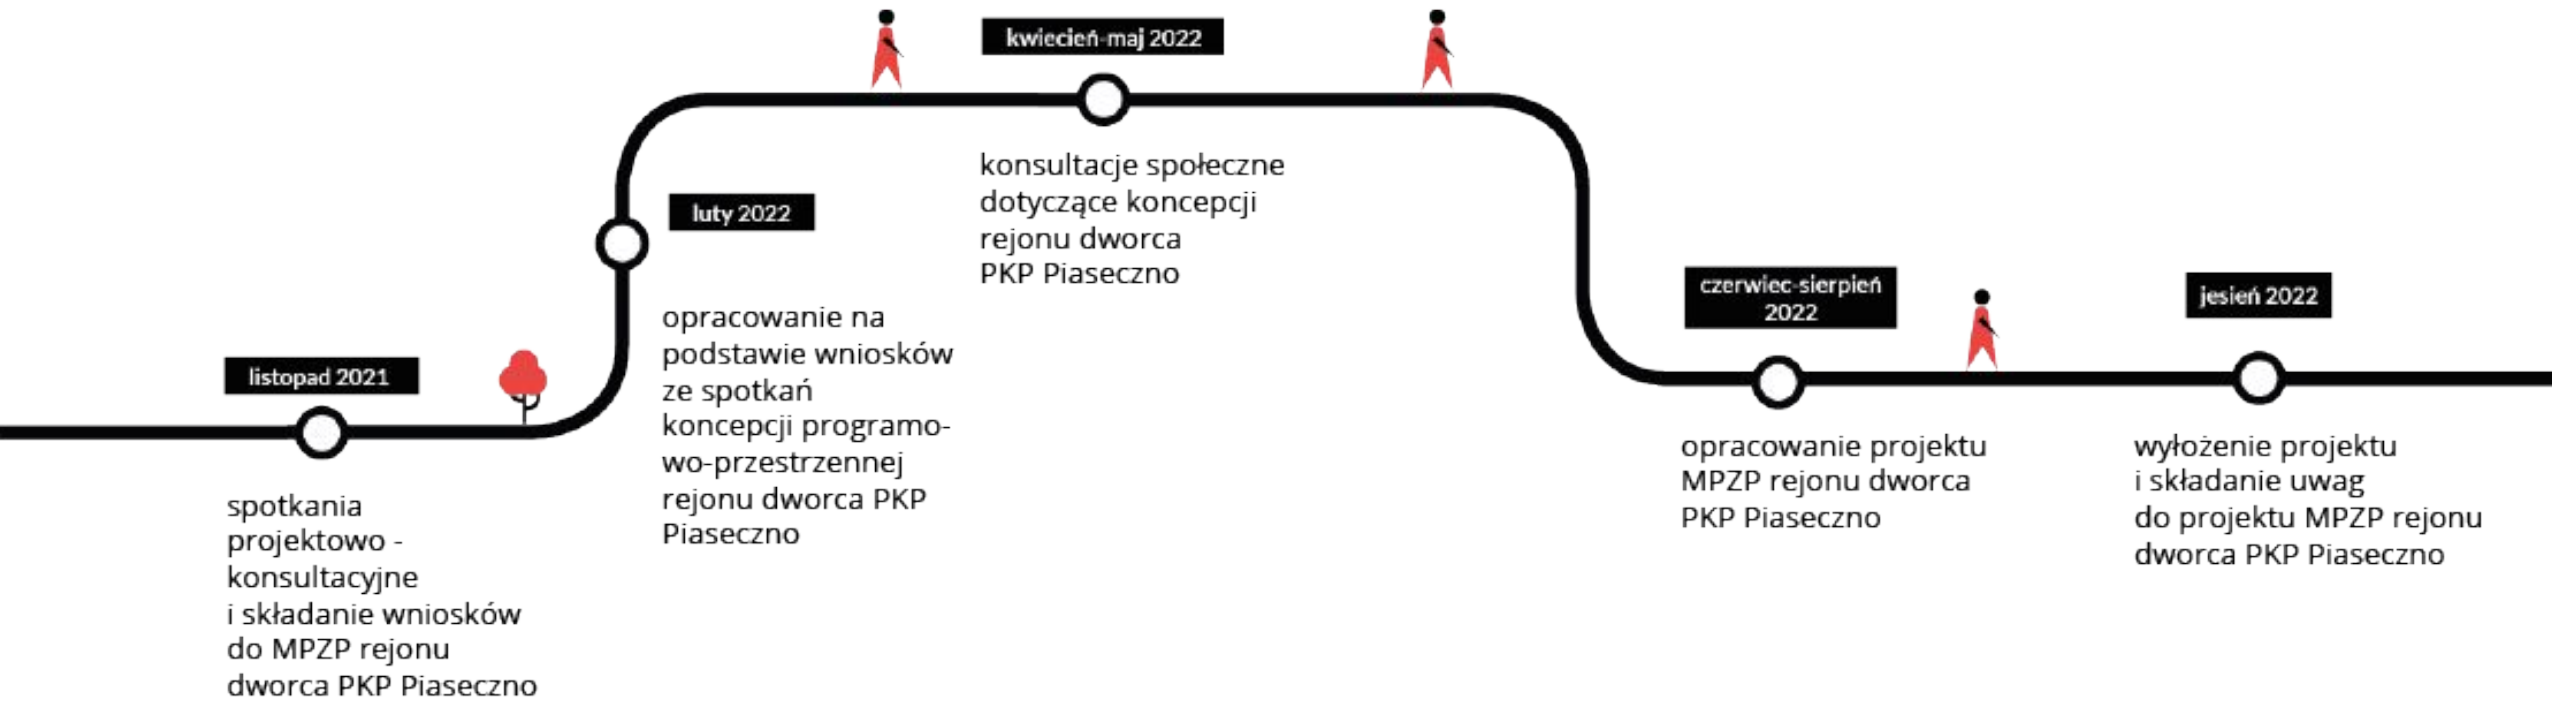 listopad 2021
spotkania
projektowo -
konsultacyjne
i składanie wniosków
do MPZP rejonu
dworca PKP Piaseczno
luty 2022
opracowanie na
podstawie wniosków
ze spotkań
koncepcji programo-
wo-przestrzennej
rejonu dworca PKP
Piaseczno
kwiecień-maj 2022
konsultacje społeczne
dotyczące koncepcji
rejonu dworca
PKP Piaseczno
czerwiec-sierpień
2022
opracowanie projektu
MPZP rejonu dworca
PKP Piaseczno
jesień 2022
wyłożenie projektu
i składanie uwag
do projektu MPZP rejonu
dworca PKP Piaseczno